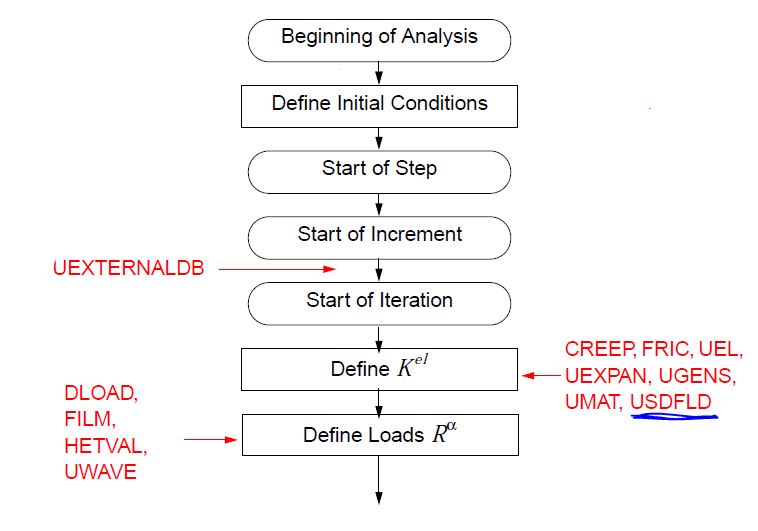 Beginning of Analysis
Define Initial Conditions
Start of Step
Start of Increment
UEXTERNALDB
Start of Iteration
Define K^el
CREEP, FRIC, UEL,
UEXPAN, UGENS,
UMAT, USDFLD
DLOAD,
FILM,
HETVAL,
UWAVE
Define Loads R^α